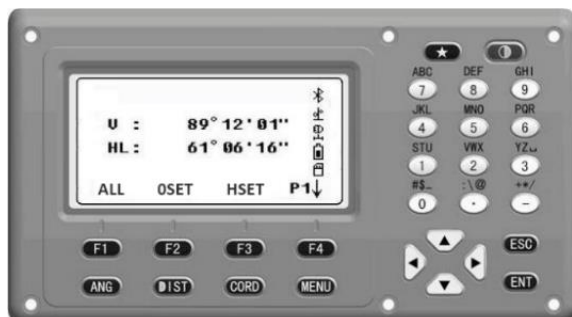 V : 89°12'01"
HL: 61°06'16"
ALL 0SET HSET P1↓
F1 F2 F3 F4
ANG DIST CORD MENU
★
ABC DEF GHI
7 8 9
JKL MNO PQR
4 5 6
STU VWX YZ␣
1 2 3
#$_ :\@ +*/
0 . -
ESC
ENT